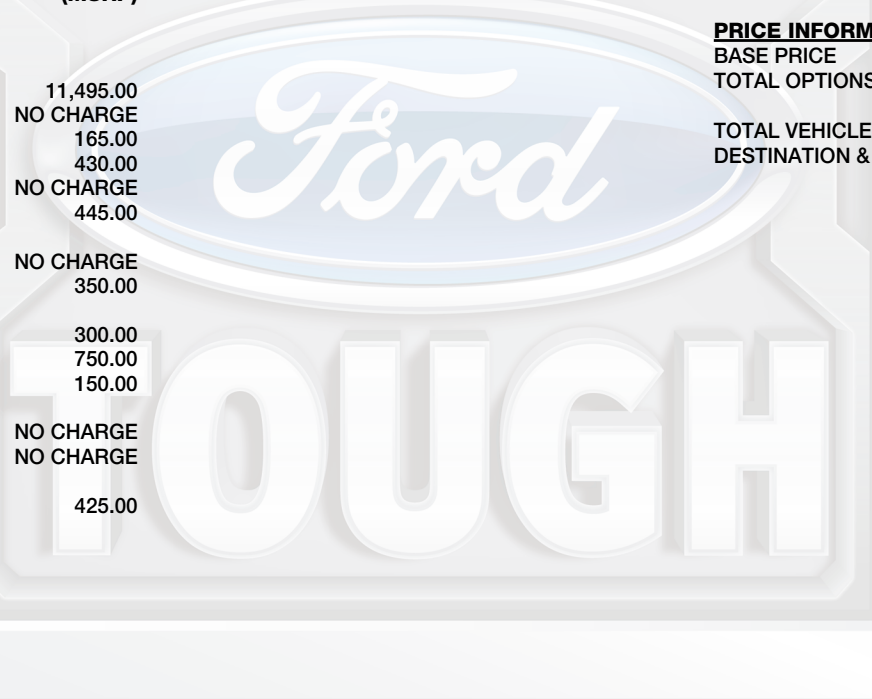 (MSRP)
11,495.00
NO CHARGE
165.00
430.00
NO CHARGE
445.00
NO CHARGE
350.00
300.00
750.00
150.00
NO CHARGE
NO CHARGE
425.00
PRICE INFORM
BASE PRICE
TOTAL OPTIONS
TOTAL VEHICLE
DESTINATION &
Ford
TOUGH